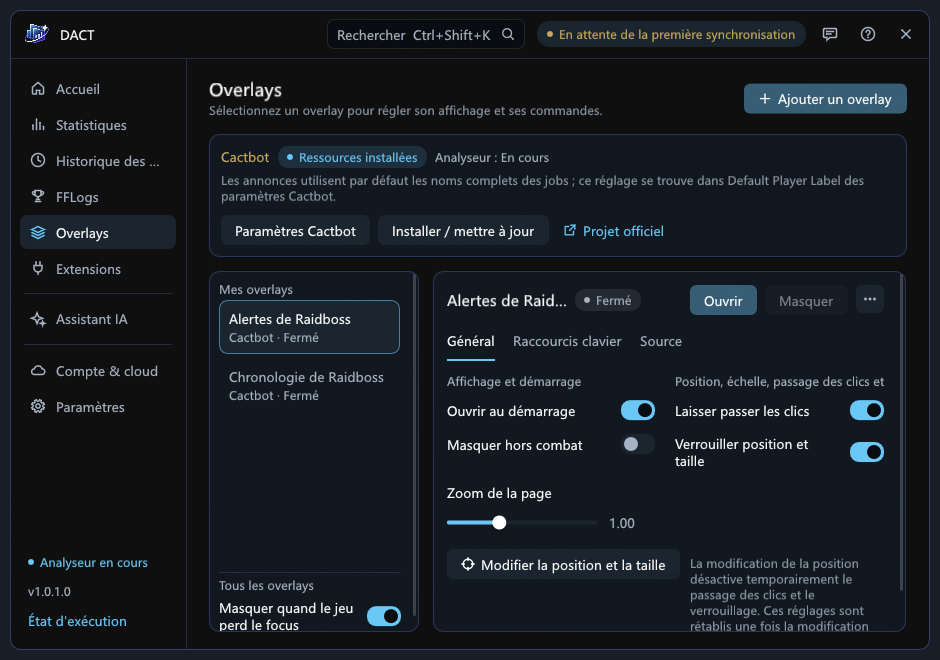 DACT
Rechercher Ctrl+Shift+K
En attente de la première synchronisation
Accueil
Statistiques
Historique des ...
FFLogs
Overlays
Extensions
Assistant IA
Compte & cloud
Paramètres
Analyseur en cours
v1.0.1.0
État d'exécution
Overlays
Sélectionnez un overlay pour régler son affichage et ses commandes.
+ Ajouter un overlay
Cactbot
Ressources installées
Analyseur : En cours
Les annonces utilisent par défaut les noms complets des jobs ; ce réglage se trouve dans Default Player Label des
paramètres Cactbot.
Paramètres Cactbot
Installer / mettre à jour
Projet officiel
Mes overlays
Alertes de Raidboss
Cactbot · Fermé
Chronologie de Raidboss
Cactbot · Fermé
Tous les overlays
Masquer quand le jeu
perd le focus
Alertes de Raid...
Fermé
Ouvrir
Masquer
...
Général
Raccourcis clavier
Source
Affichage et démarrage
Ouvrir au démarrage
Masquer hors combat
Position, échelle, passage des clics et
Laisser passer les clics
Verrouiller position et
taille
Zoom de la page
1.00
Modifier la position et la taille
La modification de la position
désactive temporairement le
passage des clics et le
verrouillage. Ces réglages sont
rétablis une fois la modification